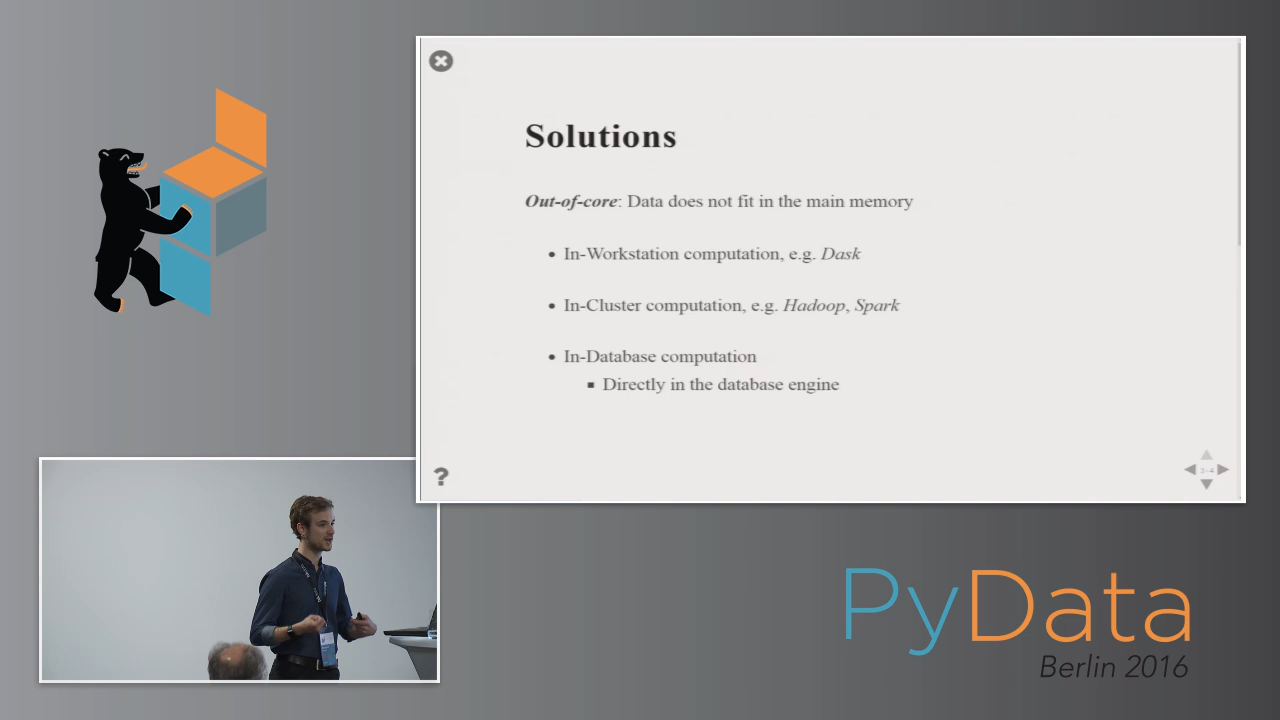 Solutions
Out-of-core: Data does not fit in the main memory
• In-Workstation computation, e.g. Dask
• In-Cluster computation, e.g. Hadoop, Spark
• In-Database computation
▪ Directly in the database engine
?
PyData
Berlin 2016